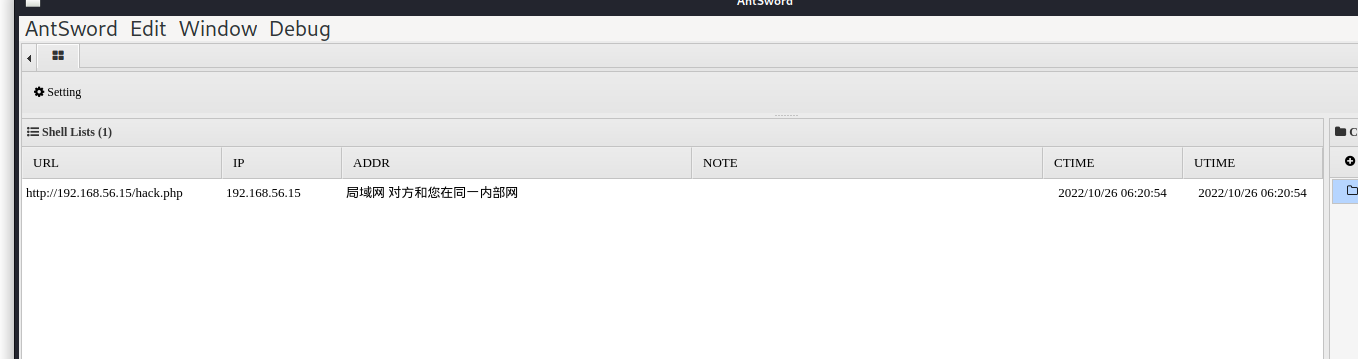 AntSword
AntSword Edit Window Debug
Setting
Shell Lists (1)
URL IP ADDR NOTE CTIME UTIME
http://192.168.56.15/hack.php 192.168.56.15 局域网 对方和您在同一内部网 2022/10/26 06:20:54 2022/10/26 06:20:54